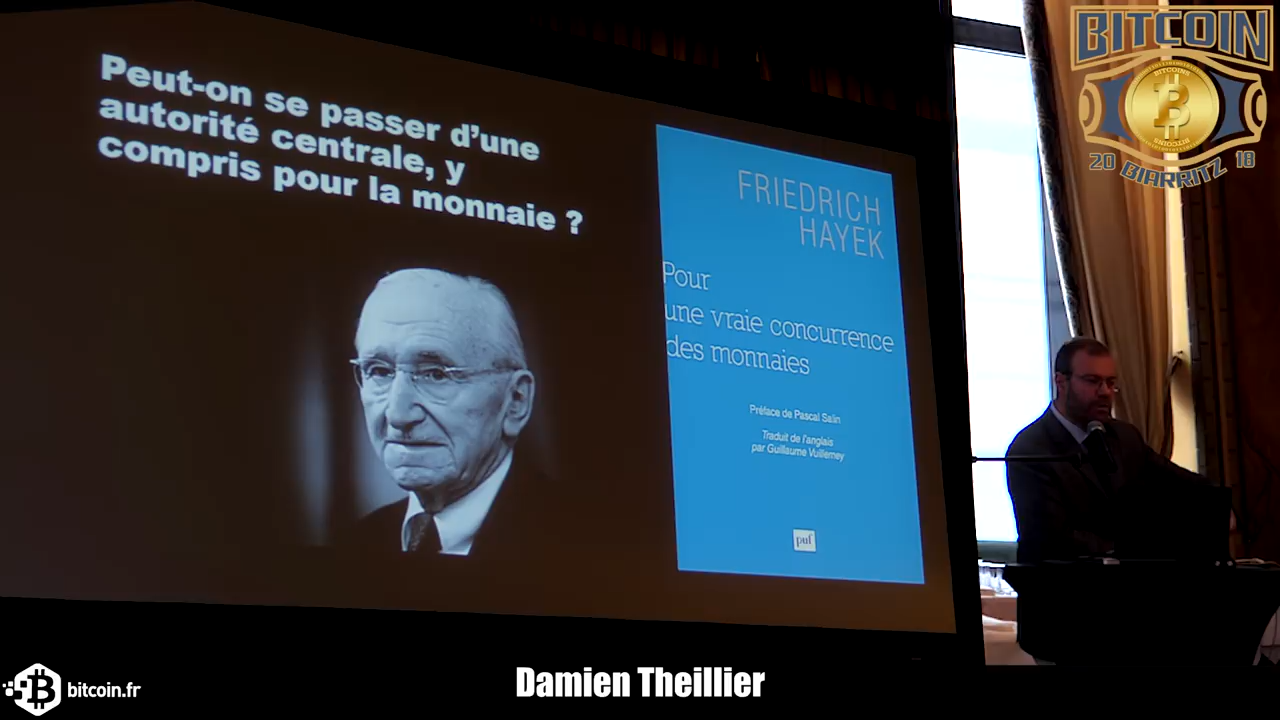 Peut-on se passer d'une
autorité centrale, y
compris pour la monnaie ?
FRIEDRICH
HAYEK
Pour
une vraie concurrence
des monnaies
Préface de Pascal Salin
Traduit de l'anglais
par Guillaume Vuillemey
puf
BITCOIN
BITCOINS
BITCOINS
20 BIARRITZ 18
Damien Theillier
bitcoin.fr